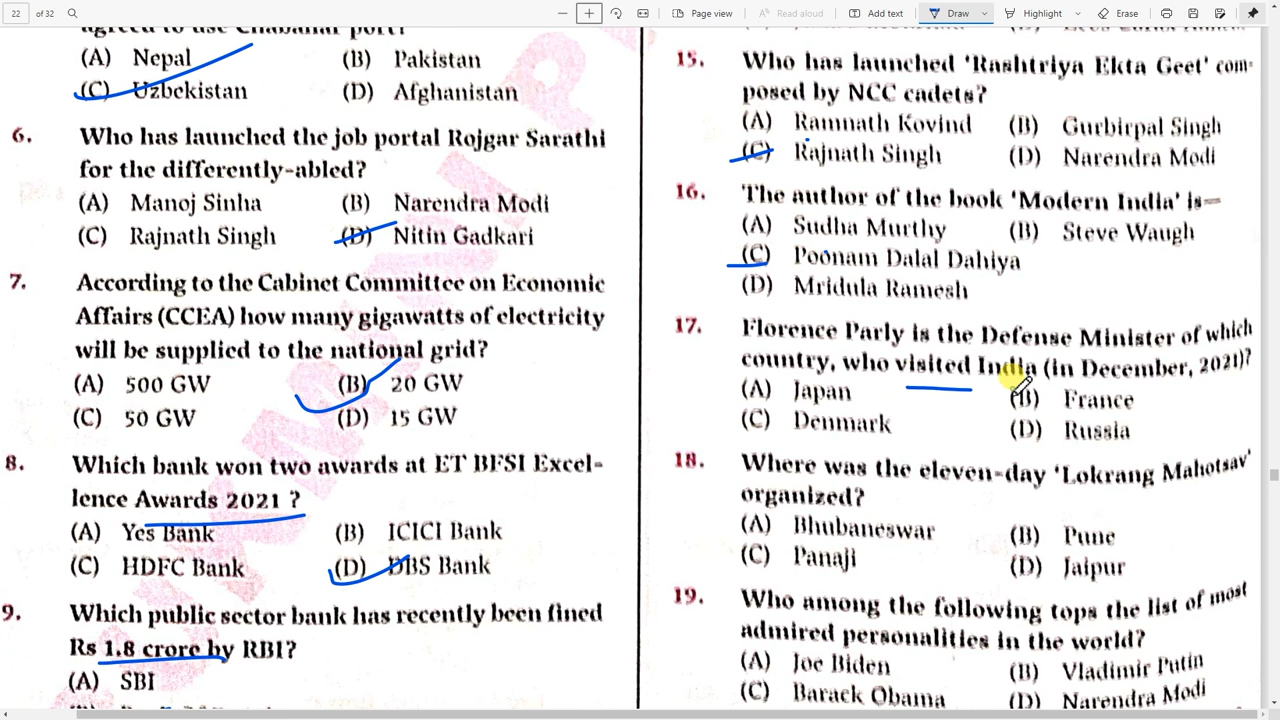 22 of 32
Page view
Read aloud
Add text
Draw
Highlight
Erase
(A) Nepal (B) Pakistan
(C) Uzbekistan (D) Afghanistan
6. Who has launched the job portal Rojgar Sarathi
for the differently-abled?
(A) Manoj Sinha (B) Narendra Modi
(C) Rajnath Singh (D) Nitin Gadkari
7. According to the Cabinet Committee on Economic
Affairs (CCEA) how many gigawatts of electricity
will be supplied to the national grid?
(A) 500 GW (B) 20 GW
(C) 50 GW (D) 15 GW
8. Which bank won two awards at ET BFSI Excel-
lence Awards 2021 ?
(A) Yes Bank (B) ICICI Bank
(C) HDFC Bank (D) DBS Bank
9. Which public sector bank has recently been fined
Rs 1.8 crore by RBI?
(A) SBI
15. Who has launched 'Rashtriya Ekta Geet' com-
posed by NCC cadets?
(A) Ramnath Kovind (B) Gurbirpal Singh
(C) Rajnath Singh (D) Narendra Modi
16. The author of the book 'Modern India' is—
(A) Sudha Murthy (B) Steve Waugh
(C) Poonam Dalal Dahiya
(D) Mridula Ramesh
17. Florence Parly is the Defense Minister of which
country, who visited India (in December, 2021)?
(A) Japan (B) France
(C) Denmark (D) Russia
18. Where was the eleven-day 'Lokrang Mahotsav'
organized?
(A) Bhubaneswar (B) Pune
(C) Panaji (D) Jaipur
19. Who among the following tops the list of most
admired personalities in the world?
(A) Joe Biden (B) Vladimir Putin
(C) Barack Obama (D) Narendra Modi